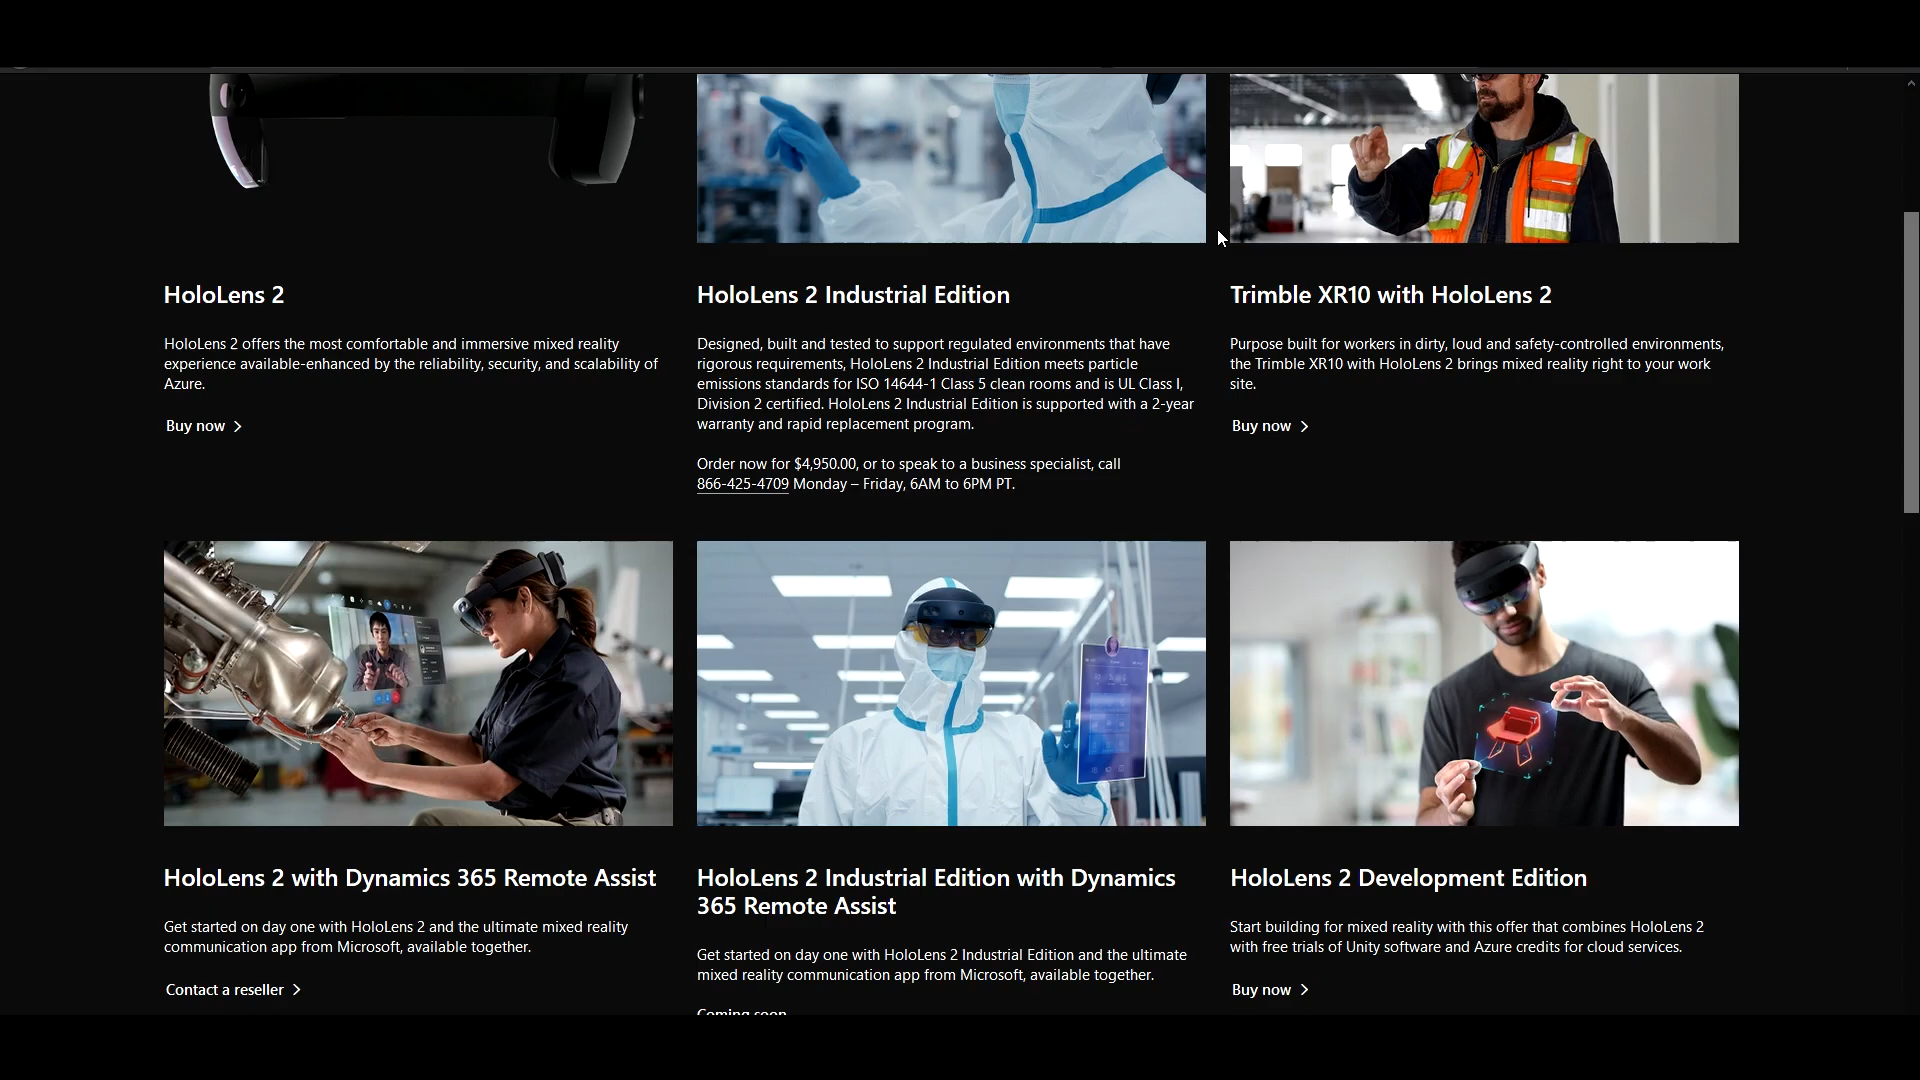 HoloLens 2
HoloLens 2 offers the most comfortable and immersive mixed reality
experience available-enhanced by the reliability, security, and scalability of
Azure.
Buy now
HoloLens 2 Industrial Edition
Designed, built and tested to support regulated environments that have
rigorous requirements, HoloLens 2 Industrial Edition meets particle
emissions standards for ISO 14644-1 Class 5 clean rooms and is UL Class I,
Division 2 certified. HoloLens 2 Industrial Edition is supported with a 2-year
warranty and rapid replacement program.
Order now for $4,950.00, or to speak to a business specialist, call
866-425-4709 Monday – Friday, 6AM to 6PM PT.
Trimble XR10 with HoloLens 2
Purpose built for workers in dirty, loud and safety-controlled environments,
the Trimble XR10 with HoloLens 2 brings mixed reality right to your work
site.
Buy now
HoloLens 2 with Dynamics 365 Remote Assist
Get started on day one with HoloLens 2 and the ultimate mixed reality
communication app from Microsoft, available together.
Contact a reseller
HoloLens 2 Industrial Edition with Dynamics
365 Remote Assist
Get started on day one with HoloLens 2 Industrial Edition and the ultimate
mixed reality communication app from Microsoft, available together.
Coming soon
HoloLens 2 Development Edition
Start building for mixed reality with this offer that combines HoloLens 2
with free trials of Unity software and Azure credits for cloud services.
Buy now